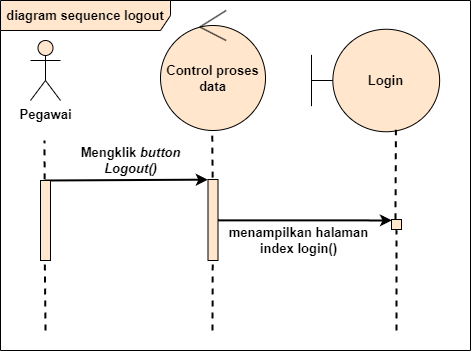 diagram sequence logout
Control proses
data
Login
Pegawai
Mengklik button
Logout()
menampilkan halaman
index login()